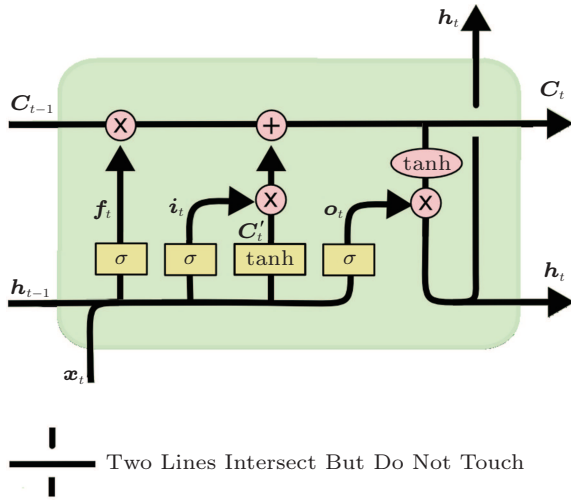 h_t
C_{t-1}
C_t
x
+
tanh
f_t
i_t
x
o_t
x
C_t'
σ
σ
tanh
σ
h_{t-1}
h_t
x_t
Two Lines Intersect But Do Not Touch